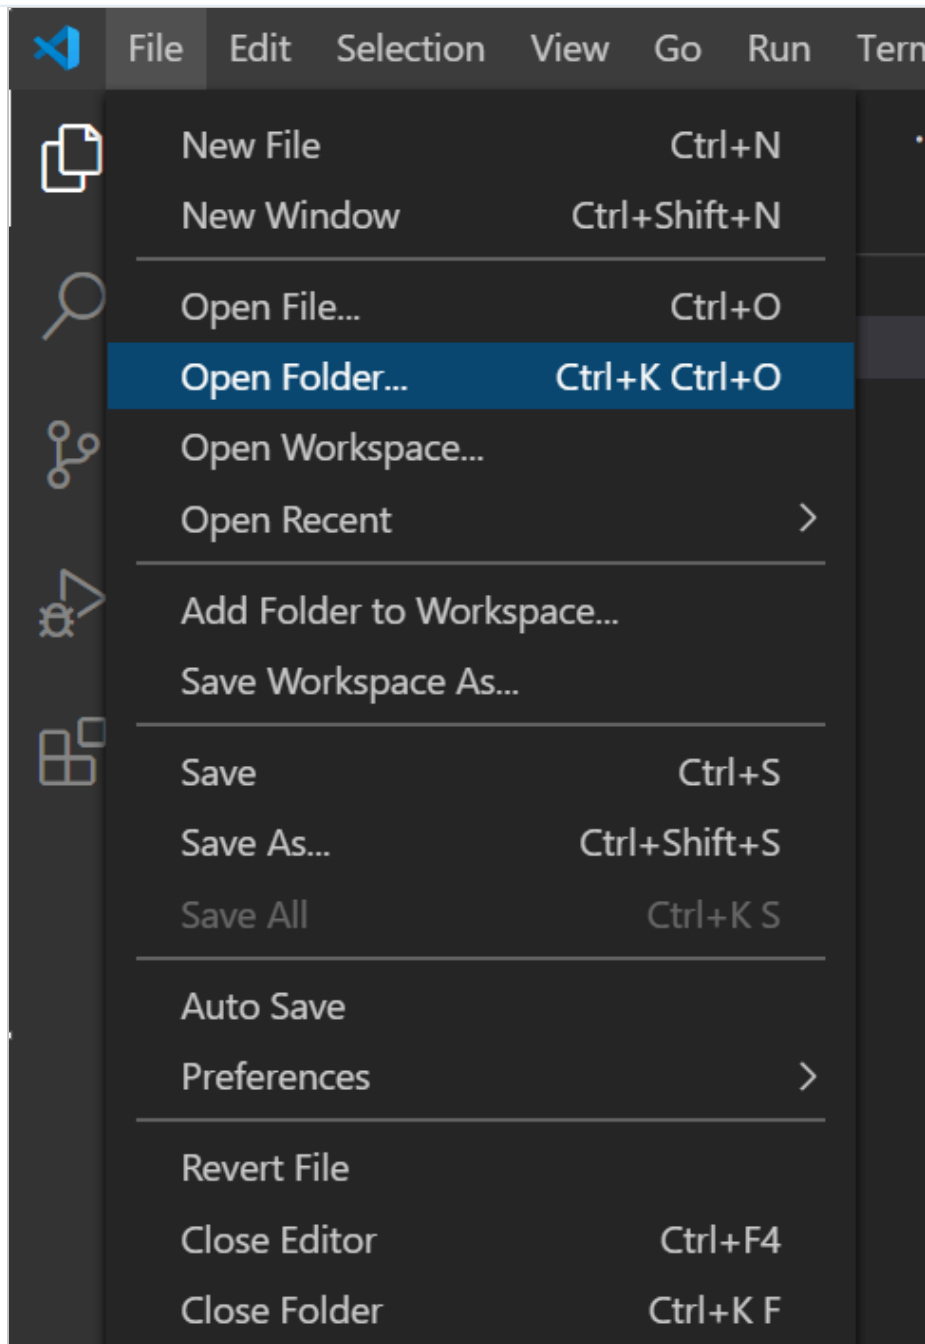 File Edit Selection View Go Run Term
New File Ctrl+N
New Window Ctrl+Shift+N
Open File... Ctrl+O
Open Folder... Ctrl+K Ctrl+O
Open Workspace...
Open Recent
Add Folder to Workspace...
Save Workspace As...
Save Ctrl+S
Save As... Ctrl+Shift+S
Save All Ctrl+K S
Auto Save
Preferences
Revert File
Close Editor Ctrl+F4
Close Folder Ctrl+K F